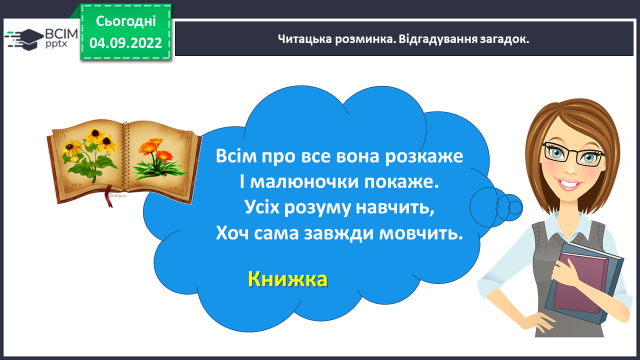 ВСІМ
pptx
Сьогодні
04.09.2022
Читацька розминка. Відгадування загадок.
Всім про все вона розкаже
І малюночки покаже.
Усіх розуму навчить,
Хоч сама завжди мовчить.
Книжка